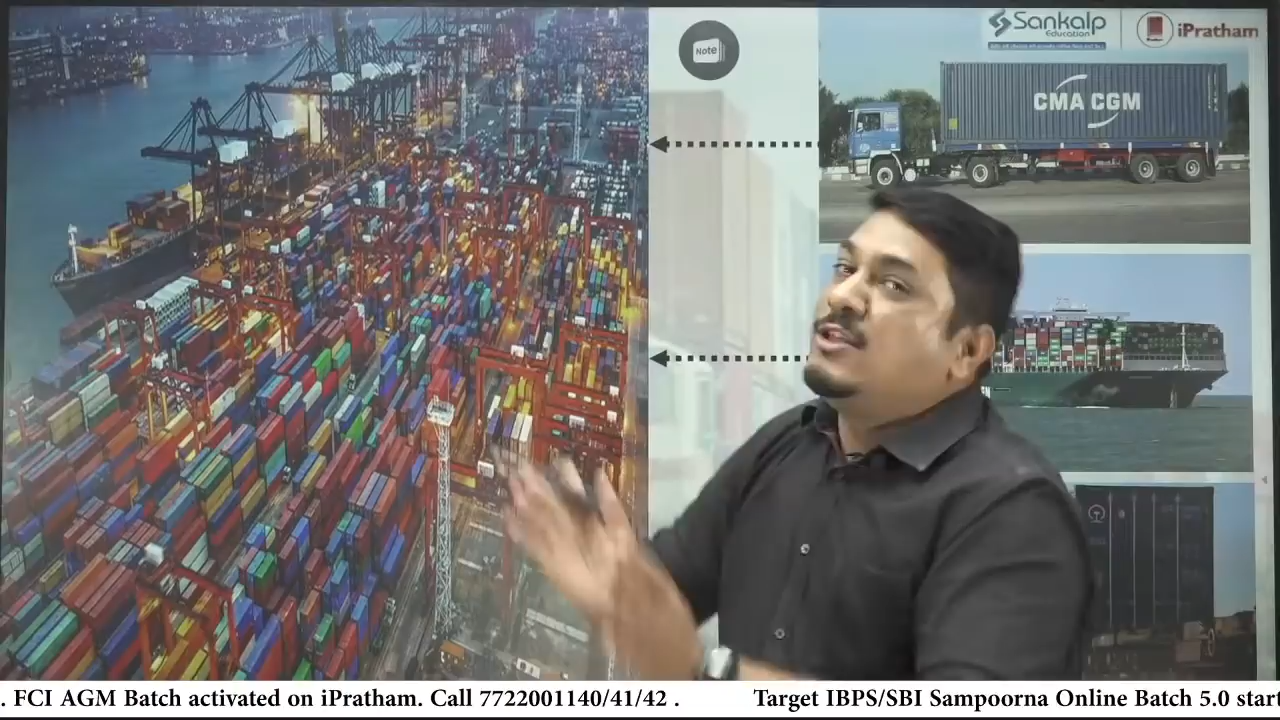 Note
Sankalp
Education
iPratham
CMA CGM
. FCI AGM Batch activated on iPratham. Call 7722001140/41/42 . Target IBPS/SBI Sampoorna Online Batch 5.0 start